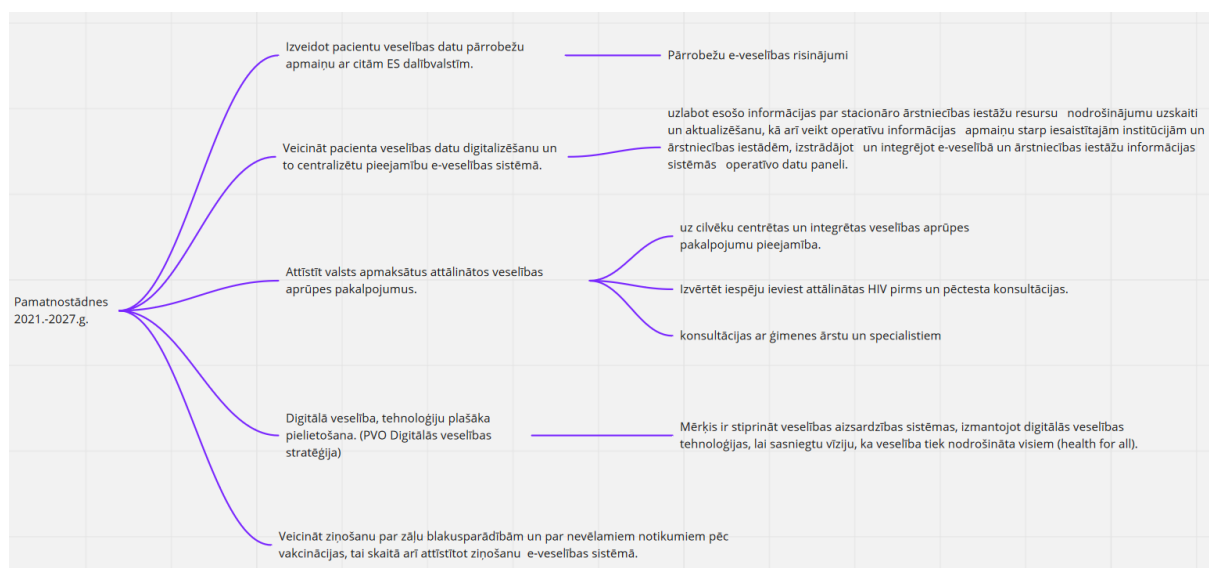 Izveidot pacientu veselības datu pārrobežu
apmaiņu ar citām ES dalībvalstīm.
Pārrobežu e-veselības risinājumi
Veicināt pacienta veselības datu digitalizēšanu un
to centralizētu pieejamību e-veselības sistēmā.
uzlabot esošo informācijas par stacionāro ārstniecības iestāžu resursu nodrošinājumu uzskaiti
un aktualizēšanu, kā arī veikt operatīvu informācijas apmaiņu starp iesaistītajām institūcijām un
ārstniecības iestādēm, izstrādājot un integrējot e-veselībā un ārstniecības iestāžu informācijas
sistēmās operatīvo datu paneli.
Attīstīt valsts apmaksātus attālinātos veselības
aprūpes pakalpojumus.
uz cilvēku centrētas un integrētas veselības aprūpes
pakalpojumu pieejamība.
Izvērtēt iespēju ieviest attālinātas HIV pirms un pēctesta konsultācijas.
konsultācijas ar ģimenes ārstu un specialistiem
Pamatnostādnes
2021.-2027.g.
Digitālā veselība, tehnoloģiju plašāka
pielietošana. (PVO Digitālās veselības
stratēģija)
Mērķis ir stiprināt veselības aizsardzības sistēmas, izmantojot digitālās veselības
tehnoloģijas, lai sasniegtu vīziju, ka veselība tiek nodrošināta visiem (health for all).
Veicināt ziņošanu par zāļu blakusparādībām un par nevēlamiem notikumiem pēc
vakcinācijas, tai skaitā arī attīstītot ziņošanu e-veselības sistēmā.